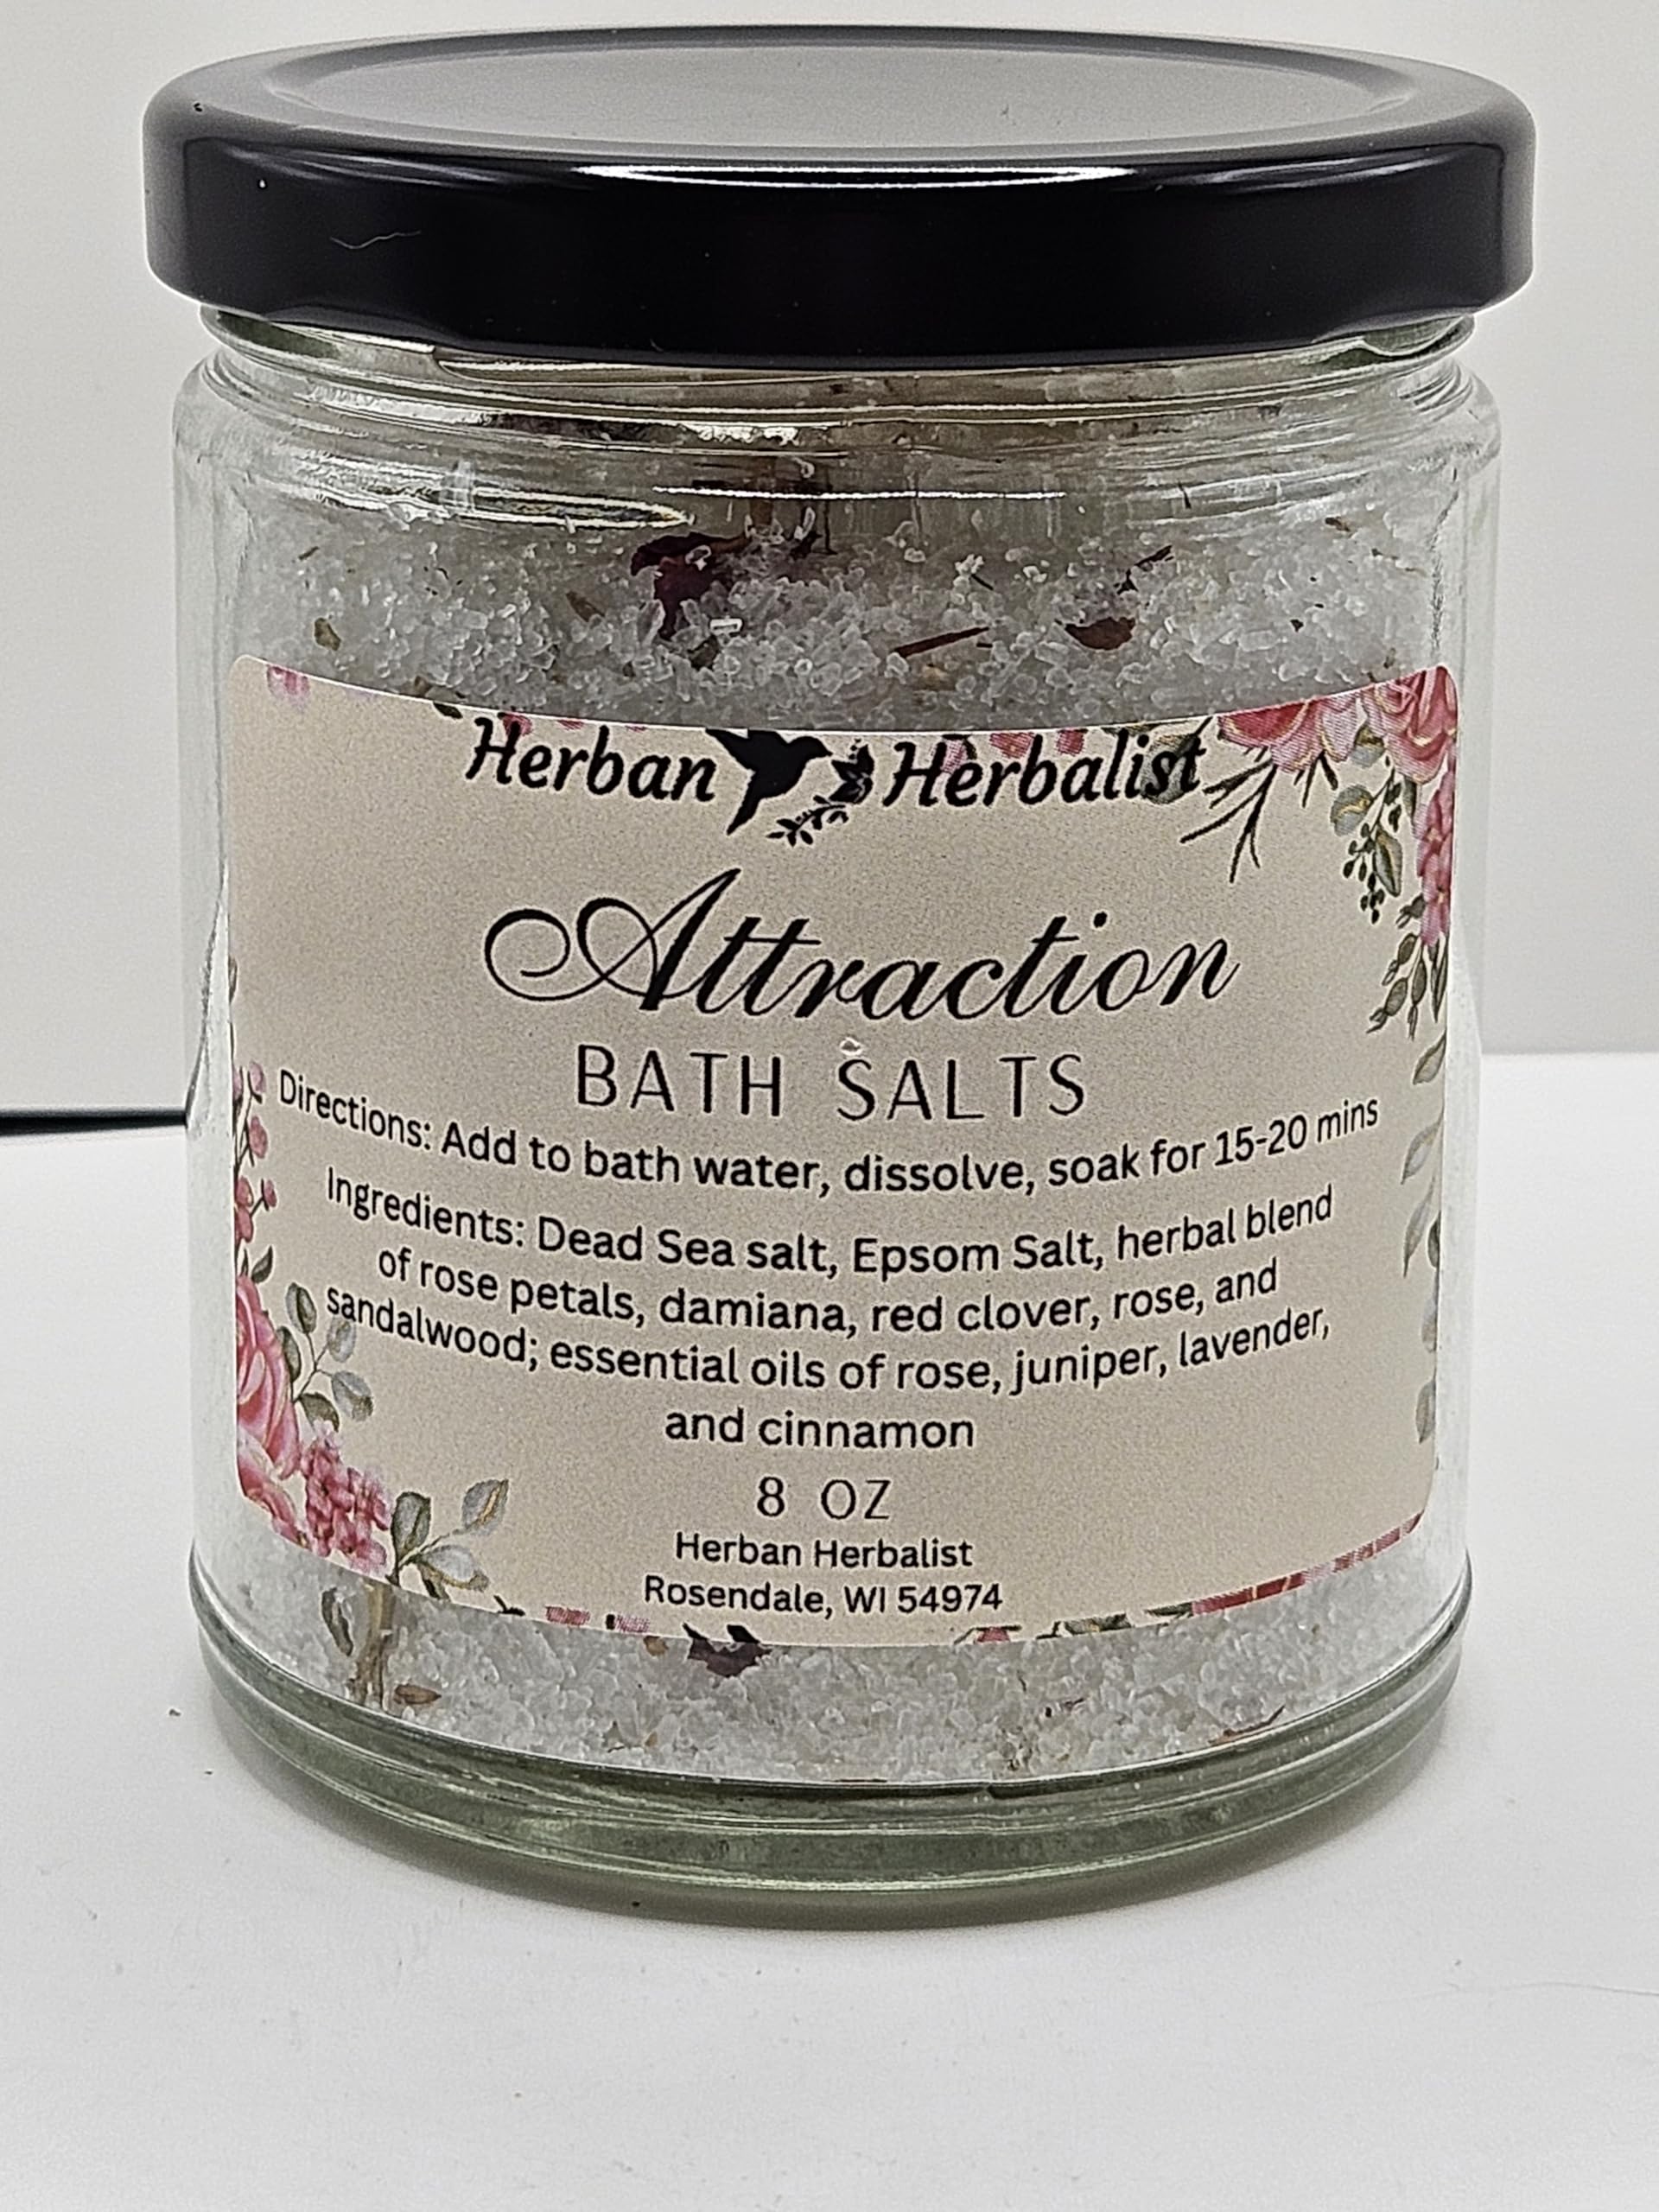 Herban Herbalist
Attraction
BATH SALTS
Directions: Add to bath water, dissolve, soak for 15-20 mins
Ingredients: Dead Sea salt, Epsom Salt, herbal blend
of rose petals, damiana, red clover, rose, and
sandalwood; essential oils of rose, juniper, lavender,
and cinnamon
8 OZ
Herban Herbalist
Rosendale, WI 54974